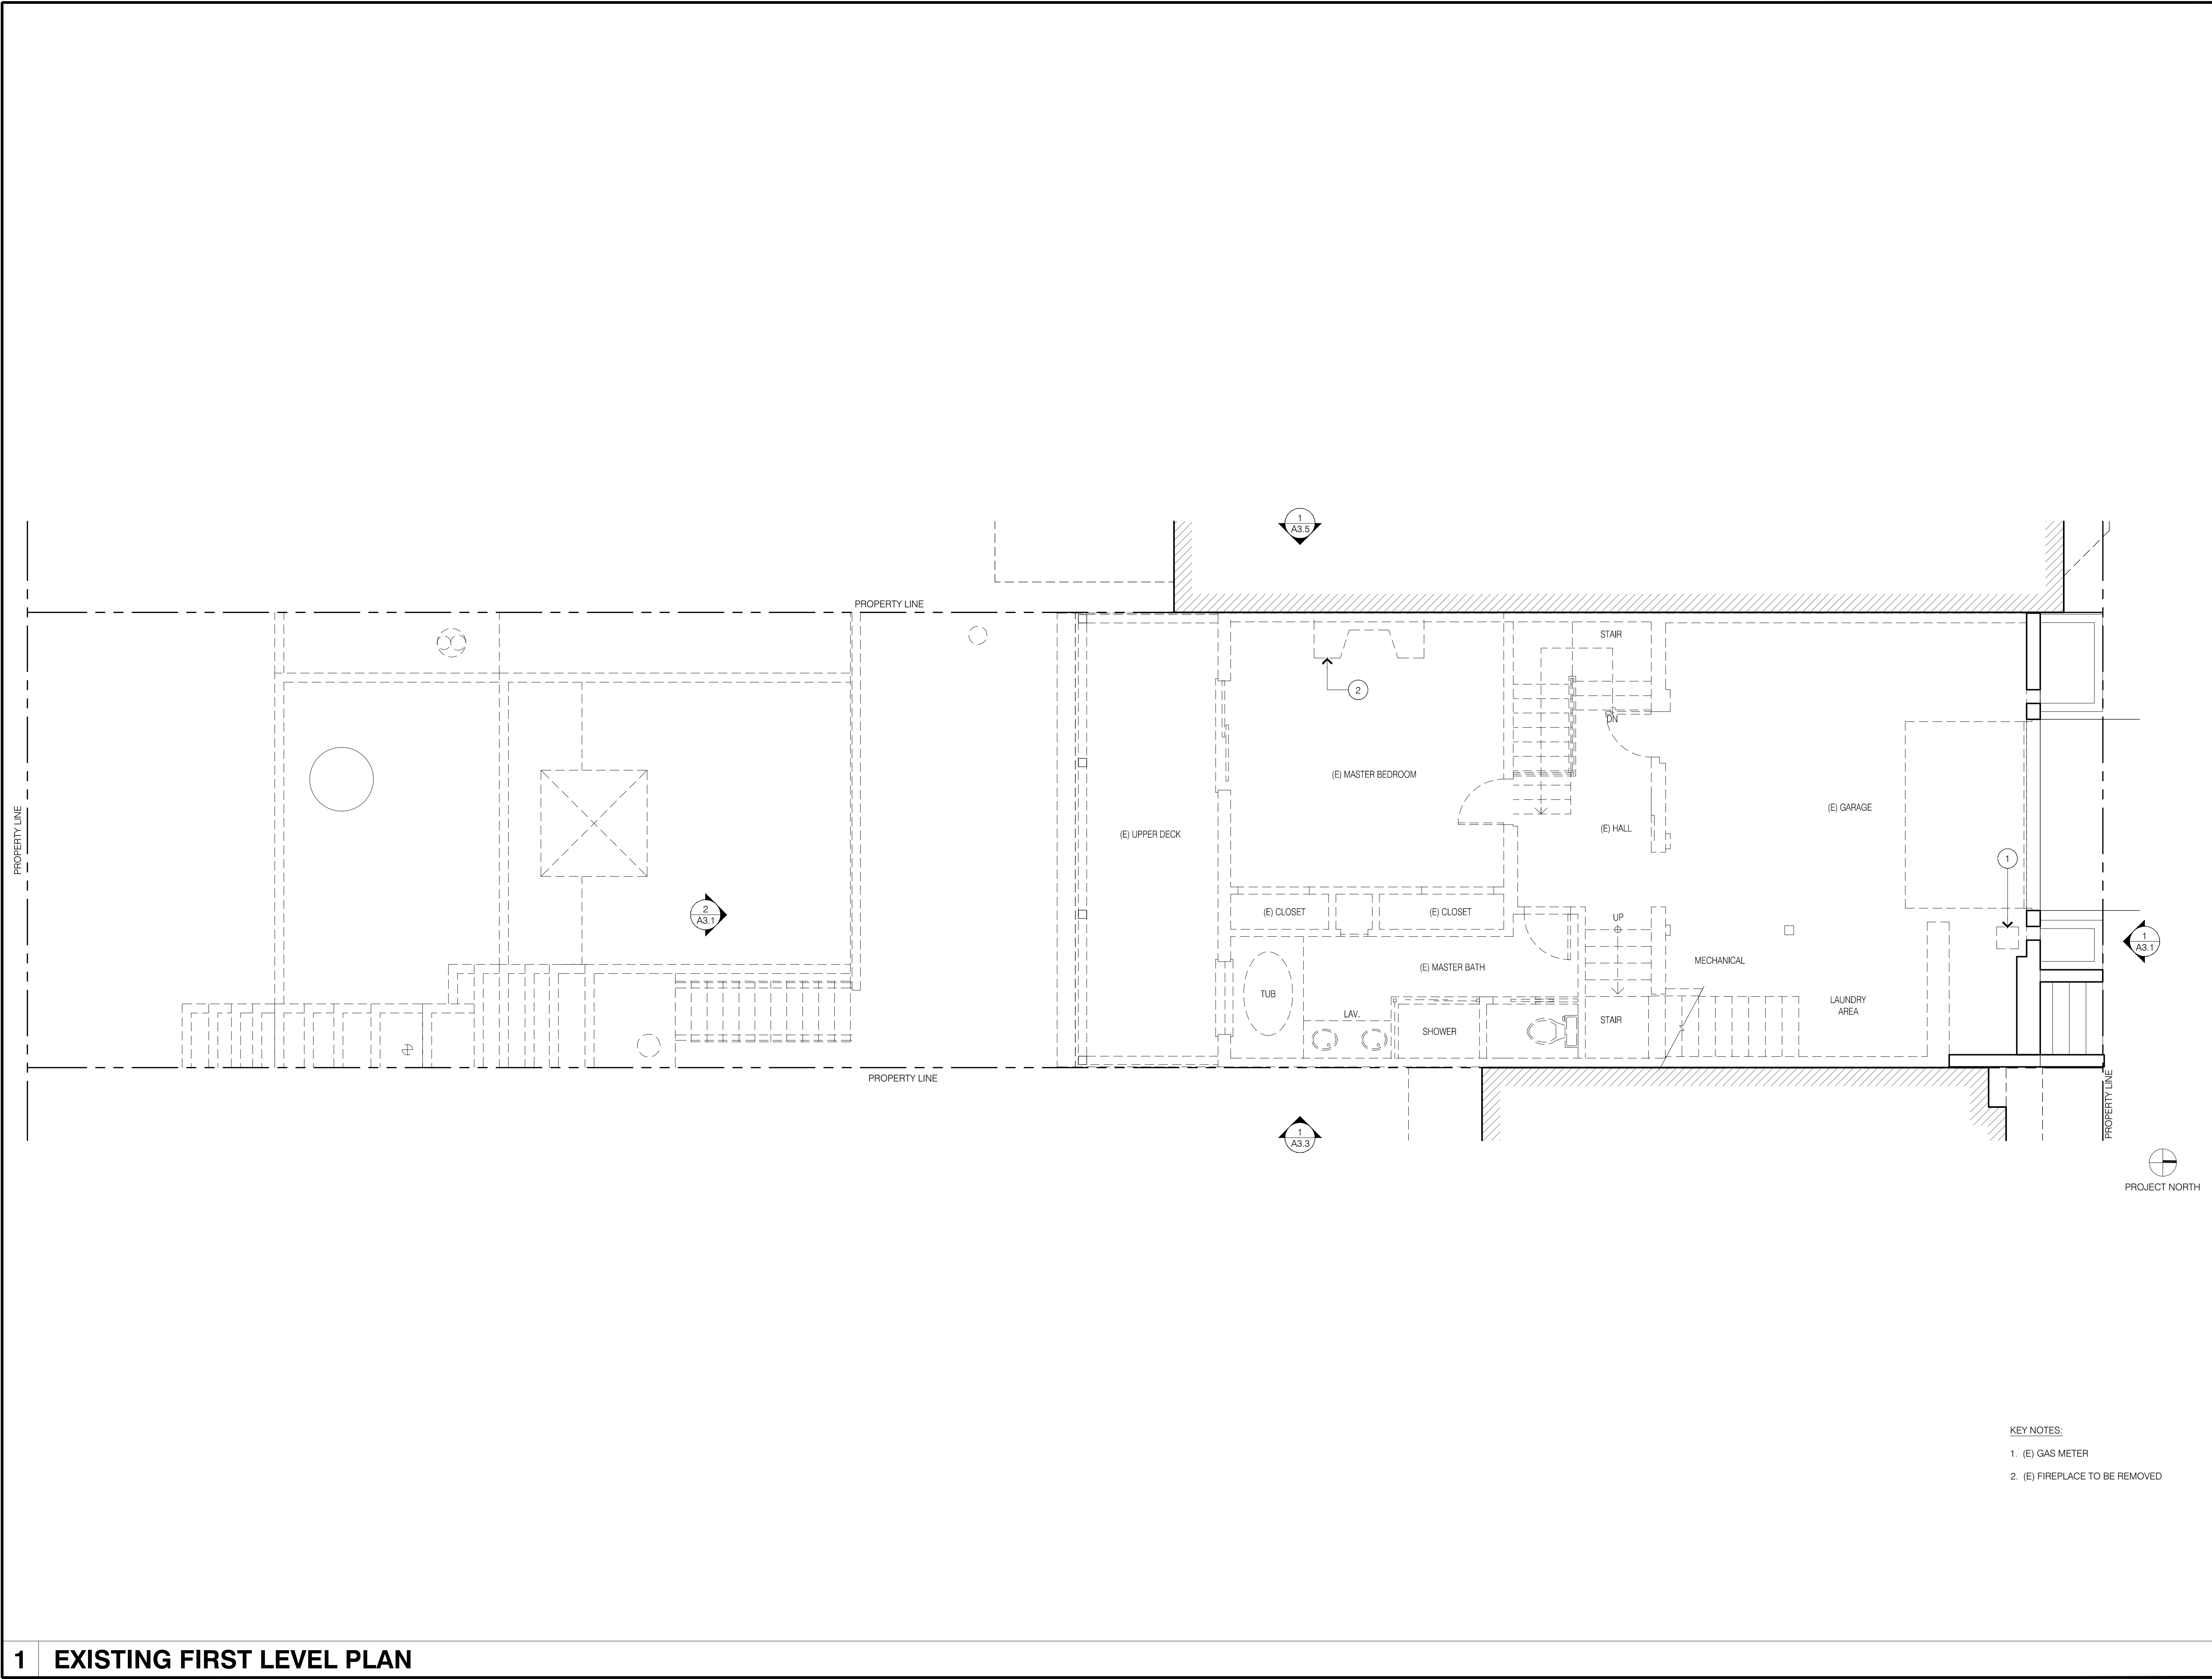 1
A3.5
PROPERTY LINE
STAIR
2
DN
(E) MASTER BEDROOM
PROPERTY LINE
(E) UPPER DECK
(E) HALL
(E) GARAGE
1
2
A3.1
(E) CLOSET
(E) CLOSET
UP
1
A3.1
MECHANICAL
(E) MASTER BATH
TUB
LAV.
SHOWER
STAIR
LAUNDRY
AREA
PROPERTY LINE
PROPERTY LINE
1
A3.3
PROJECT NORTH
KEY NOTES:
1. (E) GAS METER
2. (E) FIREPLACE TO BE REMOVED
1 EXISTING FIRST LEVEL PLAN